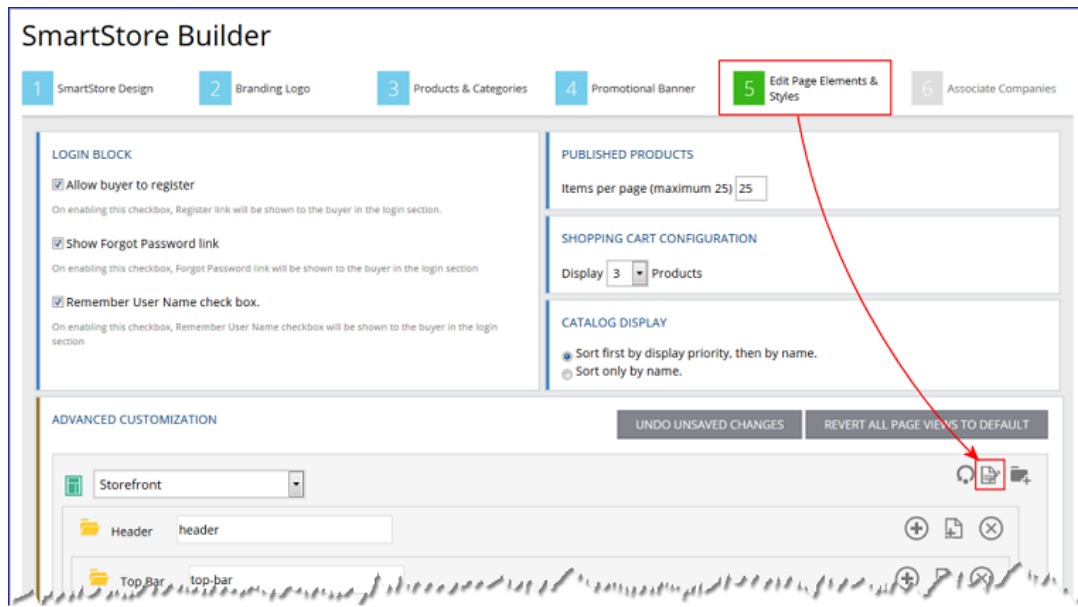 SmartStore Builder
1 SmartStore Design
2 Branding Logo
3 Products & Categories
4 Promotional Banner
5 Edit Page Elements &
Styles
6 Associate Companies
LOGIN BLOCK
Allow buyer to register
On enabling this checkbox, Register link will be shown to the buyer in the login section.
Show Forgot Password link
On enabling this checkbox, Forgot Password link will be shown to the buyer in the login section
Remember User Name check box.
On enabling this checkbox, Remember User Name checkbox will be shown to the buyer in the login
section
PUBLISHED PRODUCTS
Items per page (maximum 25) 25
SHOPPING CART CONFIGURATION
Display 3 Products
CATALOG DISPLAY
Sort first by display priority, then by name.
Sort only by name.
ADVANCED CUSTOMIZATION
UNDO UNSAVED CHANGES
REVERT ALL PAGE VIEWS TO DEFAULT
Storefront
Header header
Top Bar top-bar